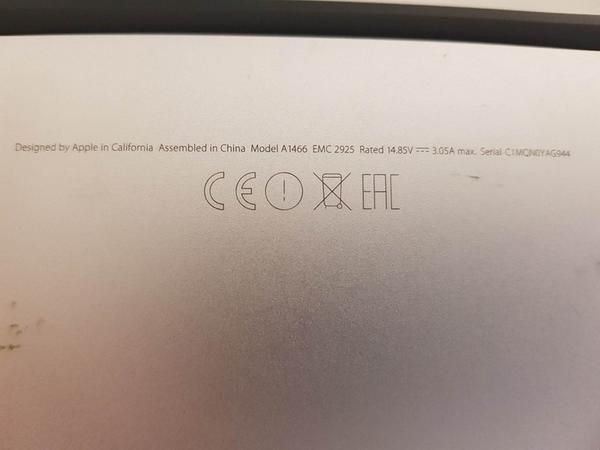 Designed by Apple in California Assembled in China Model A1466 EMC 2925 Rated 14.85V ⎓ 3.05A max. Serial C1MQN0YAG944
CE EAC